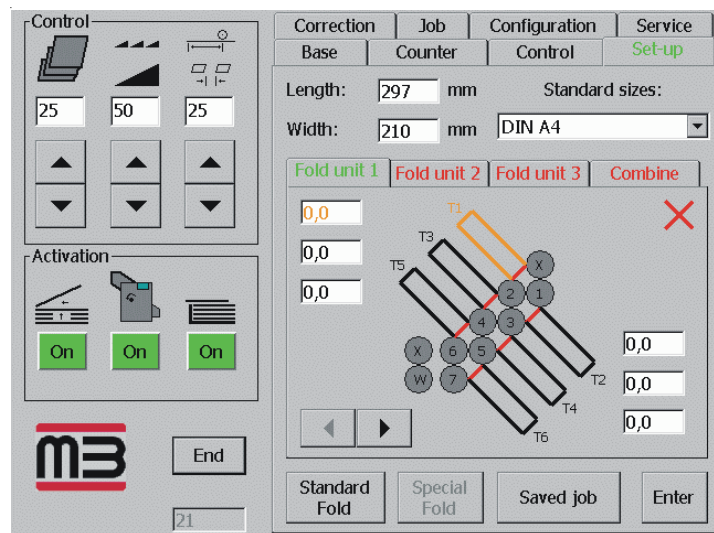 Control
25 50 25
Activation
On On On
M3
End
21
Correction Job Configuration Service
Base Counter Control Set-up
Length: 297 mm Standard sizes:
Width: 210 mm DIN A4
Fold unit 1 Fold unit 2 Fold unit 3 Combine
0,0 T1
0,0 T3
T5 X
0,0 2 1
4 3
X 6 5 0,0
W 7 T2 0,0
T4 0,0
T6
Standard Fold Special Fold Saved job Enter